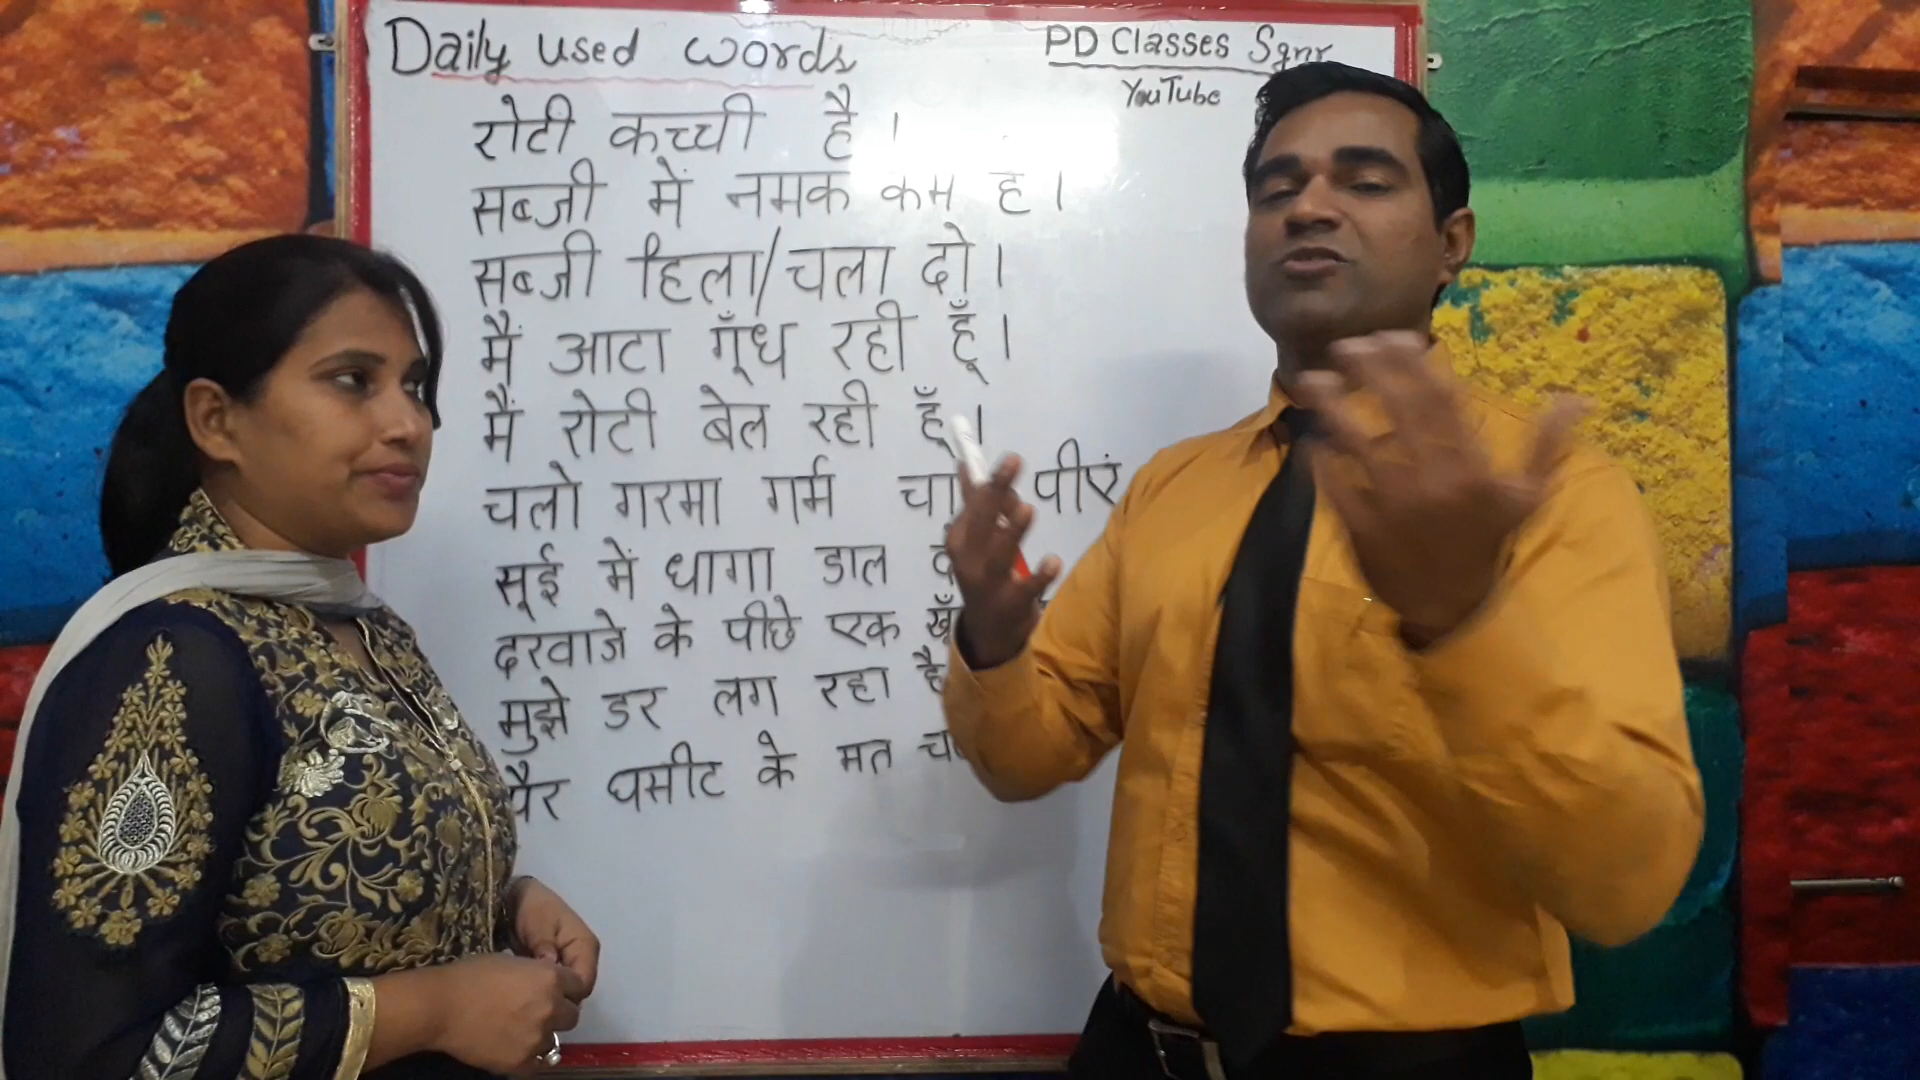 Daily used words
PD Classes Sgnr
YouTube
रोटी कच्ची है ।
सब्जी में नमक कम है ।
सब्जी हिला/चला दो ।
मैं आटा गूँध रही हूँ ।
मैं रोटी बेल रही हूँ ।
चलो गरमा गर्म पीएं
सूई में धागा डाल
दरवाजे के पीछे एक
मुझे डर लग रहा है
पैर घसीट के मत